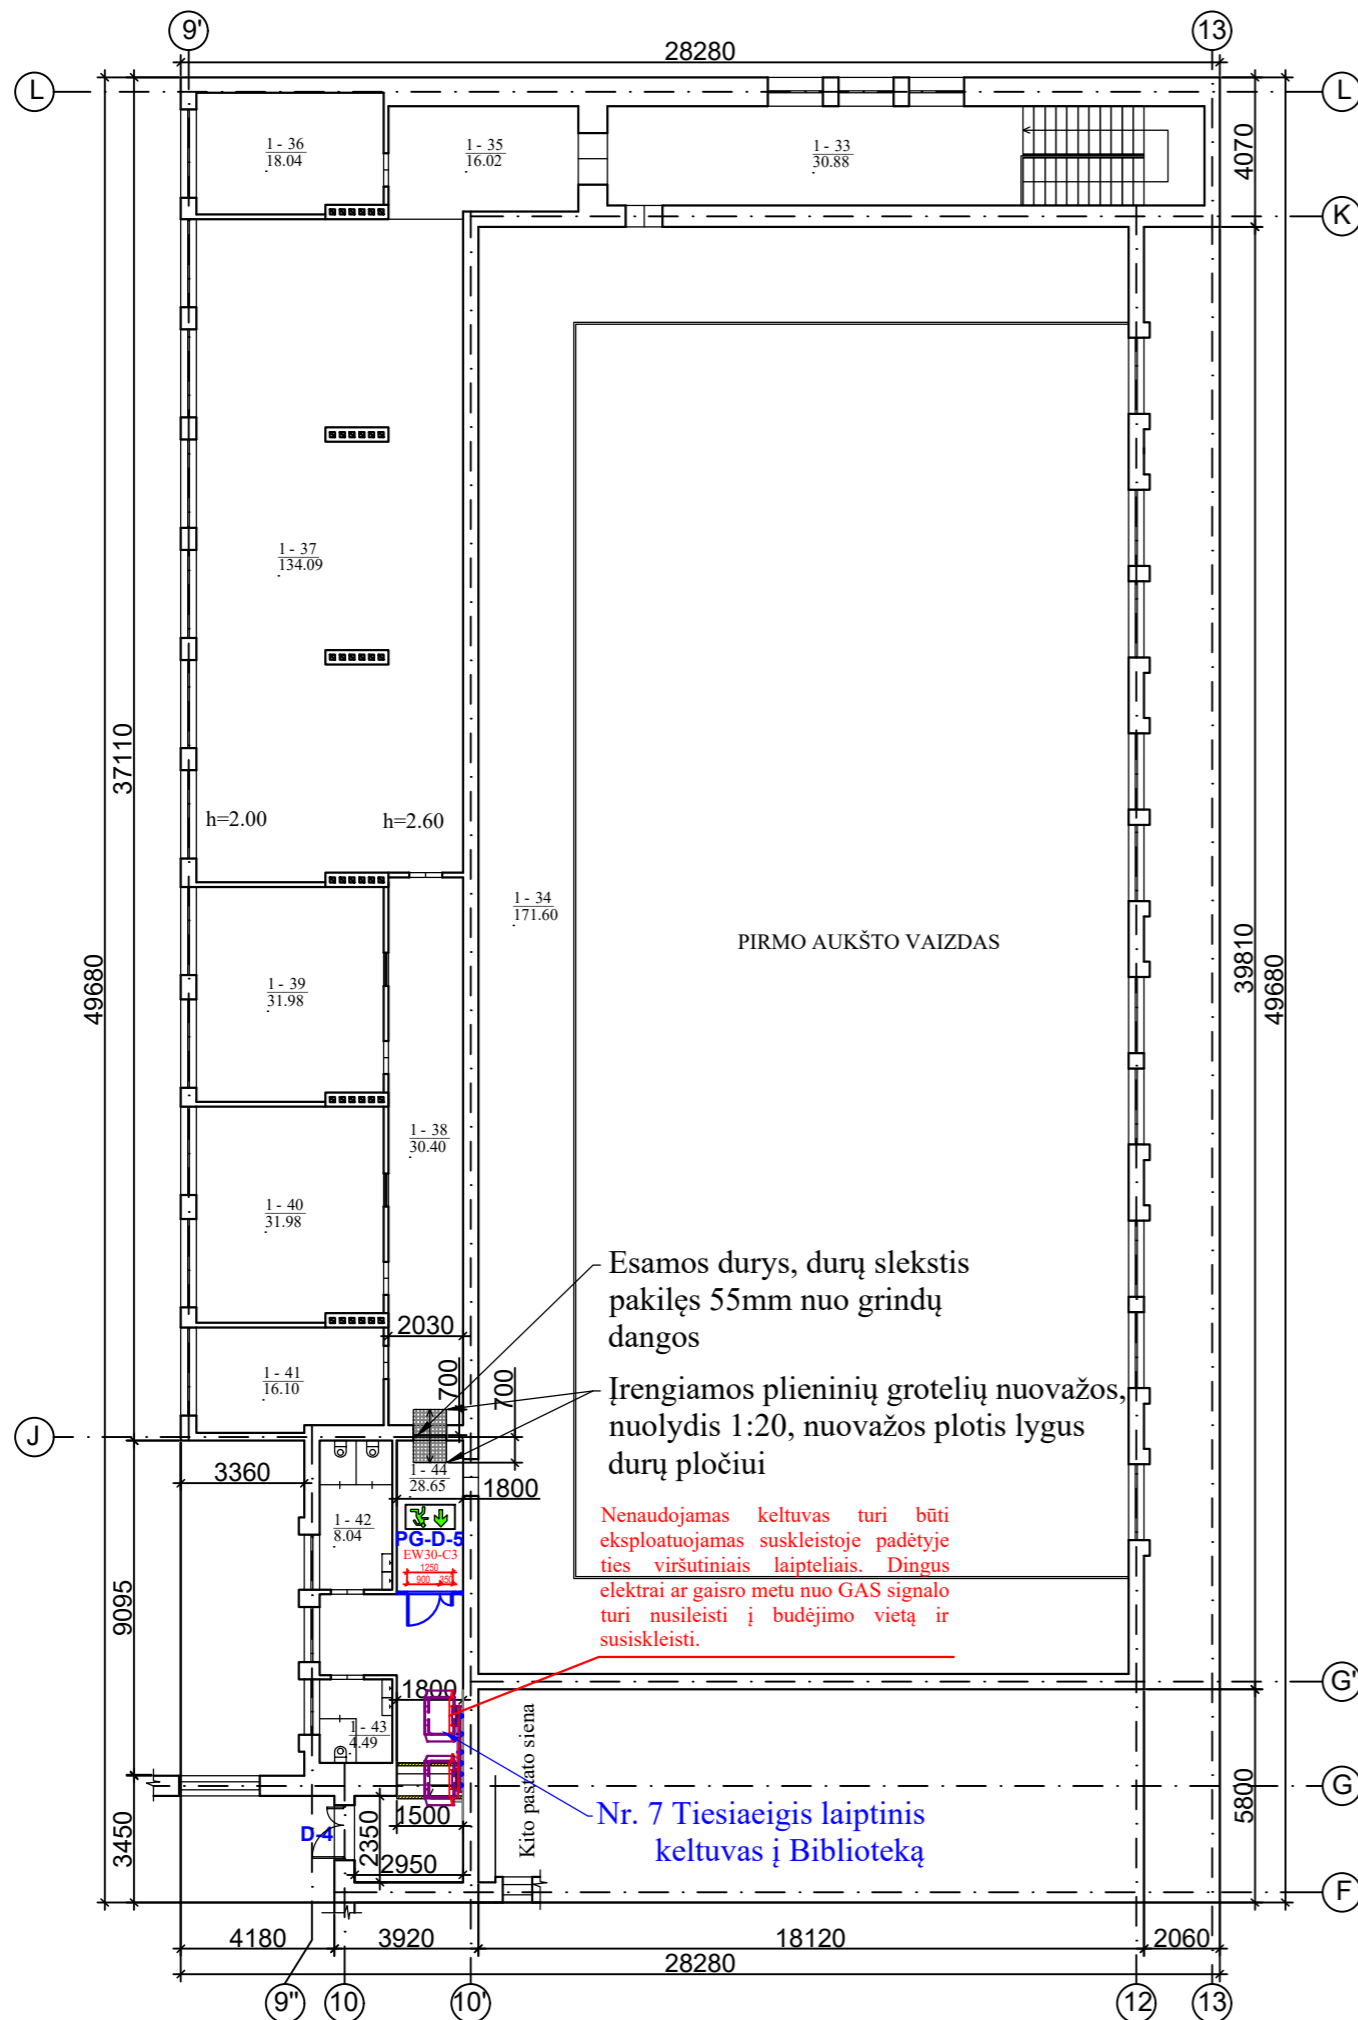 9'
13
28280
L
L
1 - 36
18.04
1 - 35
16.02
1 - 33
30.88
4070
K
1 - 37
134.09
37110
h=2.00
h=2.60
1 - 34
171.60
PIRMO AUKŠTO VAIZDAS
49680
39810
49680
1 - 39
31.98
1 - 38
30.40
1 - 40
31.98
Esamos durys, durų slekstis
pakilęs 55mm nuo grindų
dangos
2030
700
700
1 - 41
16.10
Įrengiamos plieninių grotelių nuovažos,
nuolydis 1:20, nuovažos plotis lygus
durų pločiui
J
3360
1 - 44
28.65
1800
1 - 42
8.04
PG-D-5
EW30-C3
1250
900
350
Nenaudojamas keltuvas turi būti
eksploatuojamas suskleistoje padėtyje
ties viršutiniais laipteliais. Dingus
elektrai ar gaisro metu nuo GAS signalo
turi nusileisti į budėjimo vietą ir
susiskleisti.
9095
G'
1800
1 - 43
4.49
Kito pastato siena
G
5800
3450
D-4
2350
1500
2950
Nr. 7 Tiesiaeigis laiptinis
keltuvas į Biblioteką
F
4180
3920
18120
2060
28280
9"
10
10'
12
13